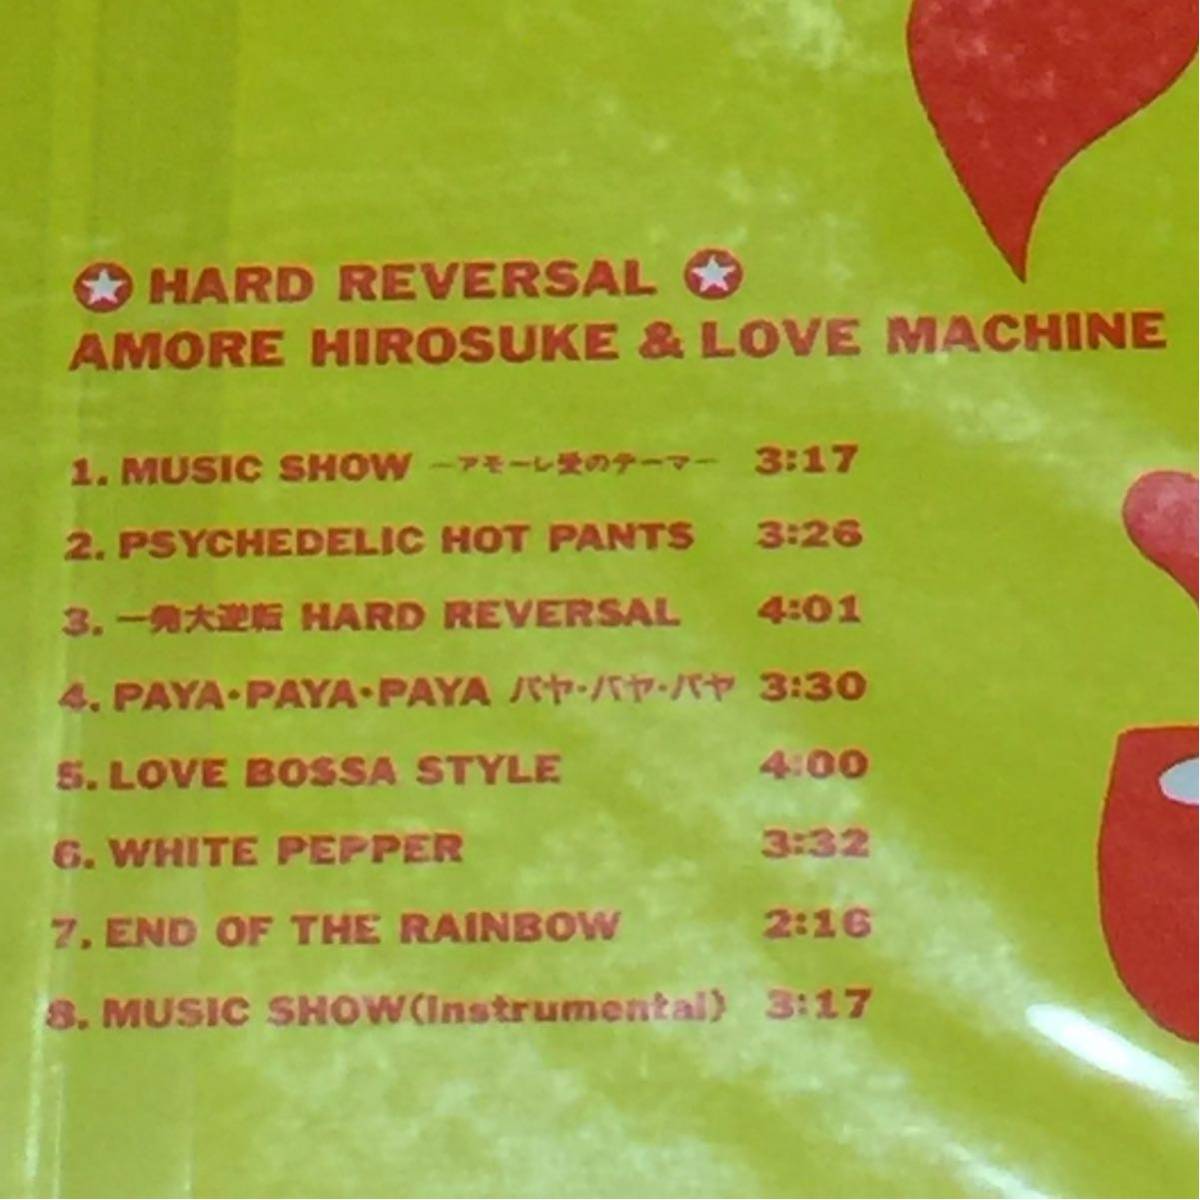 HARD REVERSAL
AMORE HIROSUKE & LOVE MACHINE
1. MUSIC SHOW －アモーレ愛のテーマ－ 3:17
2. PSYCHEDELIC HOT PANTS 3:26
3. 一発大逆転 HARD REVERSAL 4:01
4. PAYA・PAYA・PAYA パヤ・パヤ・パヤ 3:30
5. LOVE BOSSA STYLE 4:00
6. WHITE PEPPER 3:32
7. END OF THE RAINBOW 2:16
8. MUSIC SHOW(Instrumental) 3:17